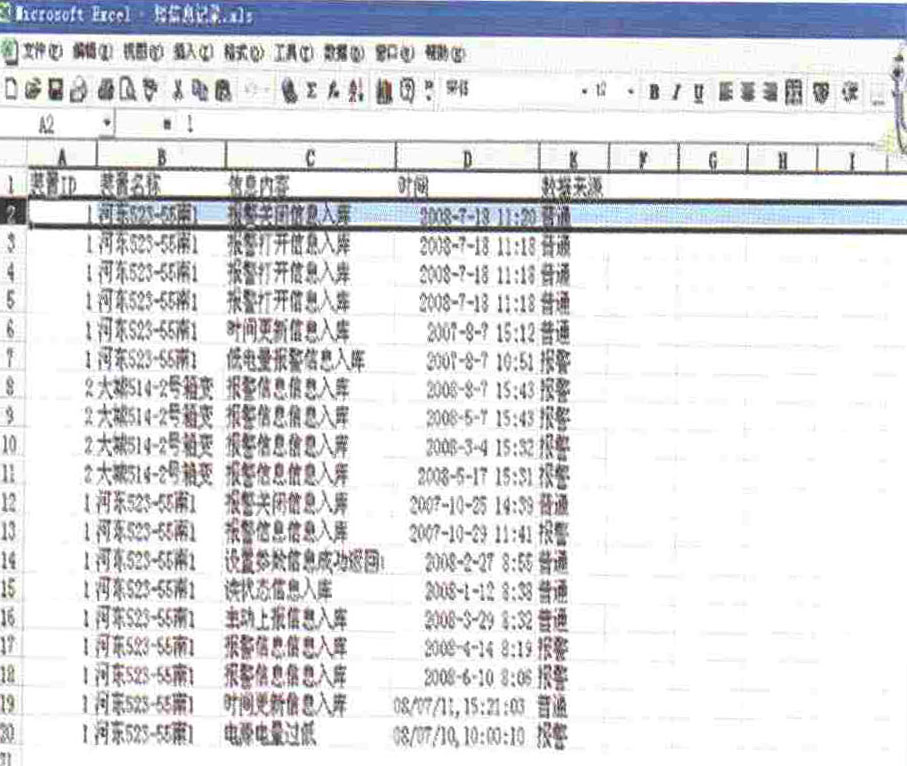 Microsoft Excel - 短信息记录.xls
文件(F) 编辑(E) 视图(V) 插入(I) 格式(O) 工具(T) 数据(D) 窗口(W) 帮助(H)
宋体 12 B I U
A2 = 1
A B C D E F G H I
1 装置ID 装置名称 信息内容 时间 数据来源
2 1 河东523-55南1 报警关闭信息入库 2008-7-18 11:20 普通
3 1 河东523-55南1 报警打开信息入库 2008-7-18 11:18 普通
4 1 河东523-55南1 报警打开信息入库 2008-7-18 11:18 普通
5 1 河东523-55南1 报警打开信息入库 2008-7-18 11:18 普通
6 1 河东523-55南1 时间更新信息入库 2007-8-7 15:12 普通
7 1 河东523-55南1 低电量报警信息入库 2007-8-7 10:51 报警
8 2 大城514-2号箱变 报警信息信息入库 2008-8-7 15:43 报警
9 2 大城514-2号箱变 报警信息信息入库 2008-5-7 15:43 报警
10 2 大城514-2号箱变 报警信息信息入库 2008-3-4 15:32 报警
11 2 大城514-2号箱变 报警信息信息入库 2008-5-17 15:31 报警
12 1 河东523-55南1 报警关闭信息入库 2007-10-25 14:39 普通
13 1 河东523-55南1 报警信息信息入库 2007-10-29 11:41 报警
14 1 河东523-55南1 设置参数信息成功返回 2008-2-27 8:55 普通
15 1 河东523-55南1 读状态信息入库 2008-1-12 8:38 普通
16 1 河东523-55南1 主动上报信息入库 2008-3-29 8:32 普通
17 1 河东523-55南1 报警信息信息入库 2008-4-14 8:19 报警
18 1 河东523-55南1 报警信息信息入库 2008-6-10 8:06 报警
19 1 河东523-55南1 时间更新信息入库 08/07/11,15:21:03 普通
20 1 河东523-55南1 电源电量过低 08/07/10,10:00:10 报警
21